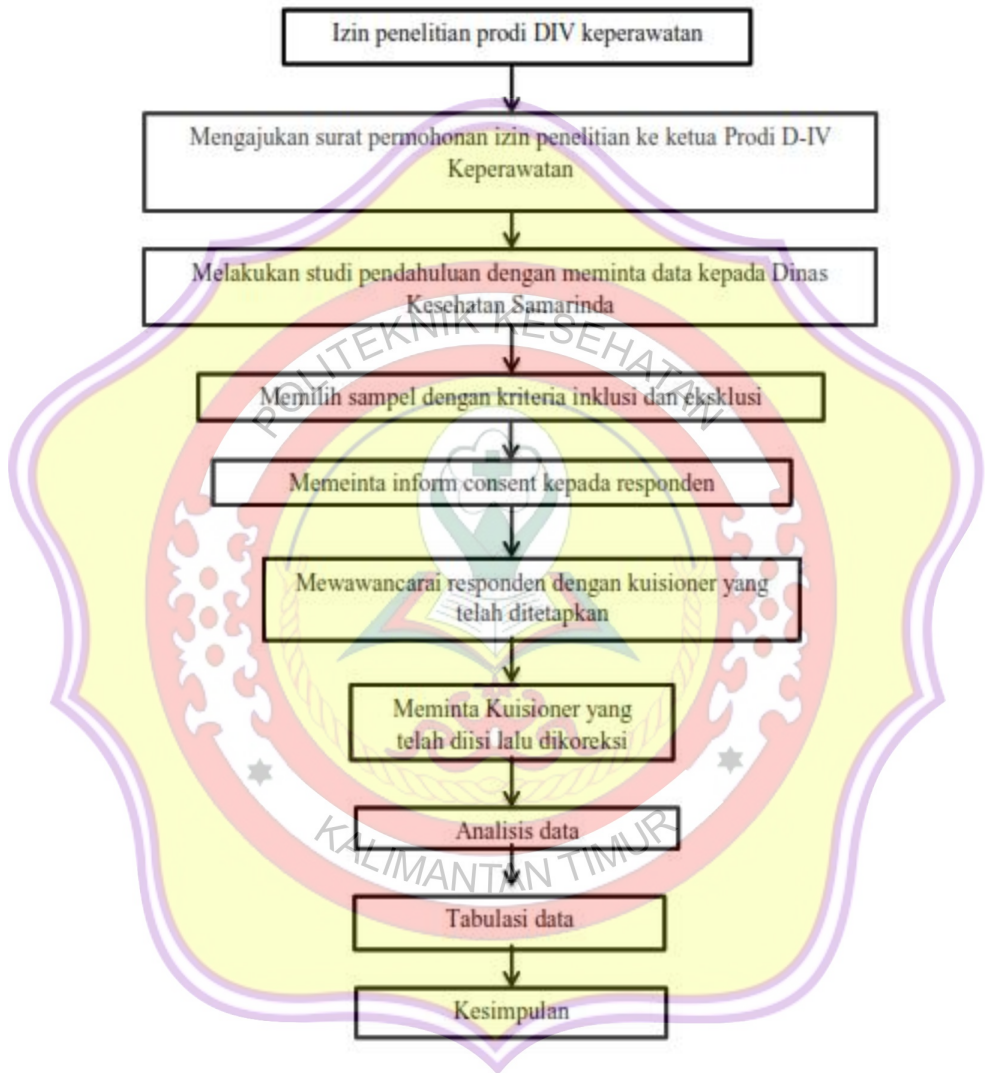 Izin penelitian prodi DIV keperawatan
Mengajukan surat permohonan izin penelitian ke ketua Prodi D-IV
Keperawatan
Melakukan studi pendahuluan dengan meminta data kepada Dinas
Kesehatan Samarinda
POLITEKNIK KESEHATAN
Memilih sampel dengan kriteria inklusi dan eksklusi
Memeinta inform consent kepada responden
Mewawancarai responden dengan kuisioner yang
telah ditetapkan
Meminta Kuisioner yang
telah diisi lalu dikoreksi
Analisis data
KALIMANTAN TIMUR
Tabulasi data
Kesimpulan